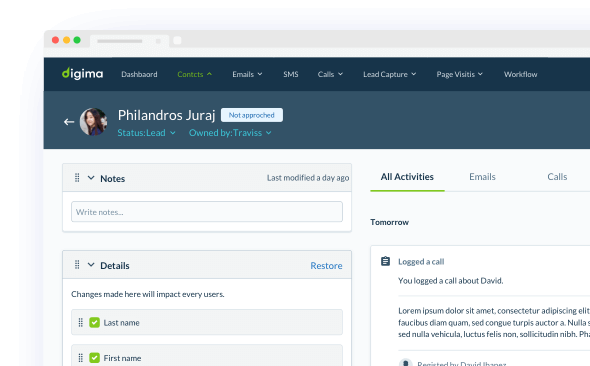 digima
Dashbaord
Contcts
Emails
SMS
Calls
Lead Capture
Page Visitis
Workflow
Philandros Juraj
Not approched
Status:Lead
Owned by:Traviss
Notes
Last modified a day ago
Write notes...
Details
Restore
Changes made here will impact every users.
Last name
First name
All Activities
Emails
Calls
Tomorrow
Logged a call
You logged a call about David.
Lorem ipsum dolor sit amet, consectetur adipiscing elit
faucibus diam quam, sed congue turpis auctor a. Nulla s
sed nulla vehicula, luctus felis non, sollicitudin nibh. Pha
Registed by David Ibanez